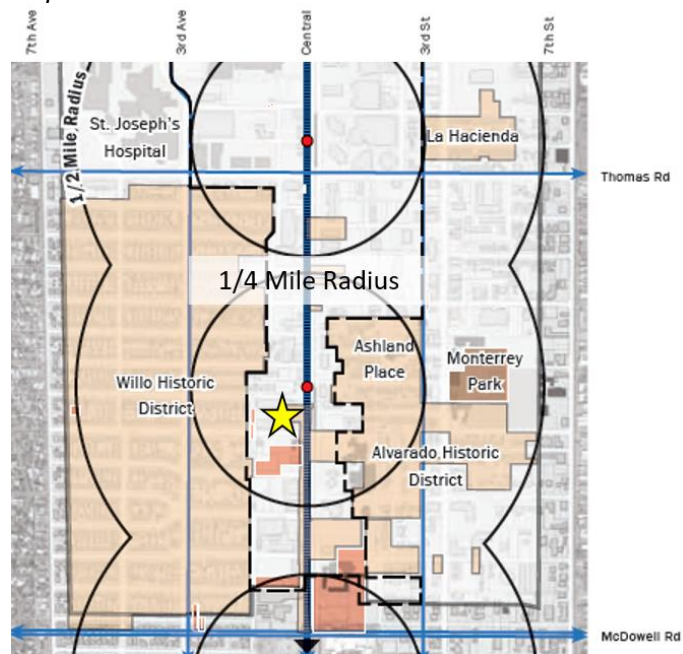 7th Ave
3rd Ave
Central
3rd St
7th St
1/2 Mile Radius
St. Joseph's
Hospital
La Hacienda
Thomas Rd
1/4 Mile Radius
Ashland
Place
Monterrey
Park
Willo Historic
District
Alvarado Historic
District
McDowell Rd